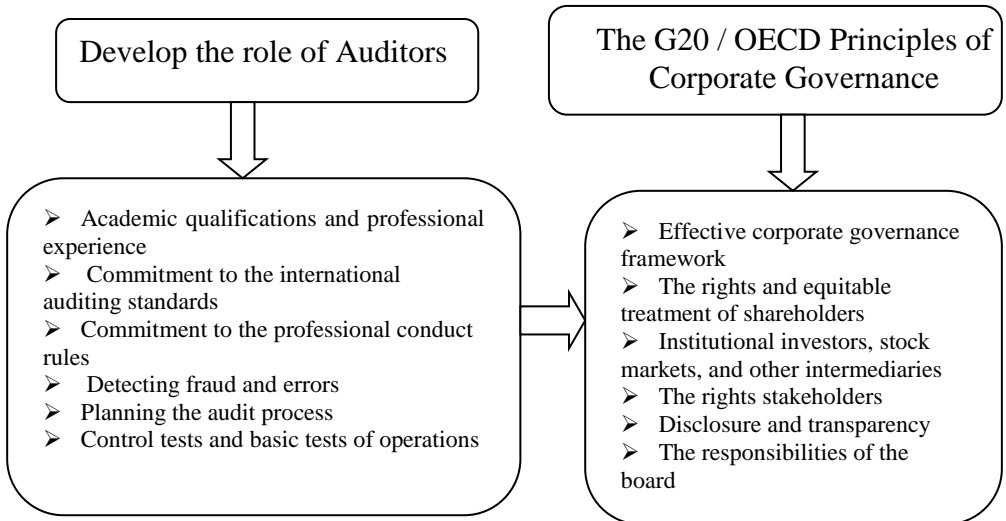 Develop the role of Auditors
➢ Academic qualifications and professional
experience
➢ Commitment to the international
auditing standards
➢ Commitment to the professional conduct
rules
➢ Detecting fraud and errors
➢ Planning the audit process
➢ Control tests and basic tests of operations
The G20 / OECD Principles of
Corporate Governance
➢ Effective corporate governance
framework
➢ The rights and equitable
treatment of shareholders
➢ Institutional investors, stock
markets, and other intermediaries
➢ The rights stakeholders
➢ Disclosure and transparency
➢ The responsibilities of the
board